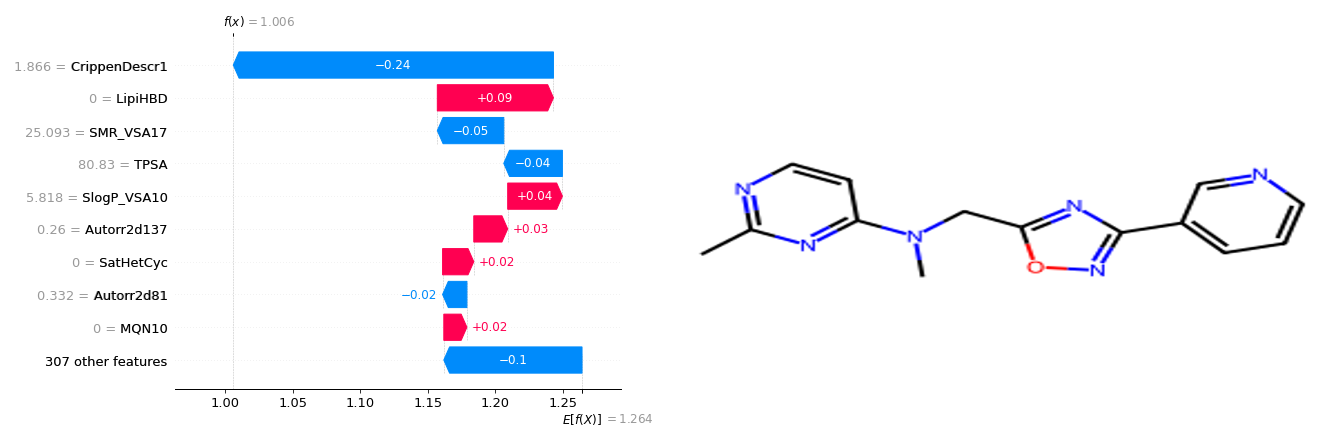 f(x) = 1.006
1.866 = CrippenDescr1
−0.24
0 = LipiHBD
+0.09
25.093 = SMR_VSA17
−0.05
80.83 = TPSA
−0.04
5.818 = SlogP_VSA10
+0.04
0.26 = Autorr2d137
+0.03
0 = SatHetCyc
+0.02
0.332 = Autorr2d81
−0.02
0 = MQN10
+0.02
307 other features
−0.1
1.00 1.05 1.10 1.15 1.20 1.25
E[f(X)] = 1.264
N
N
N
N
O
N
N